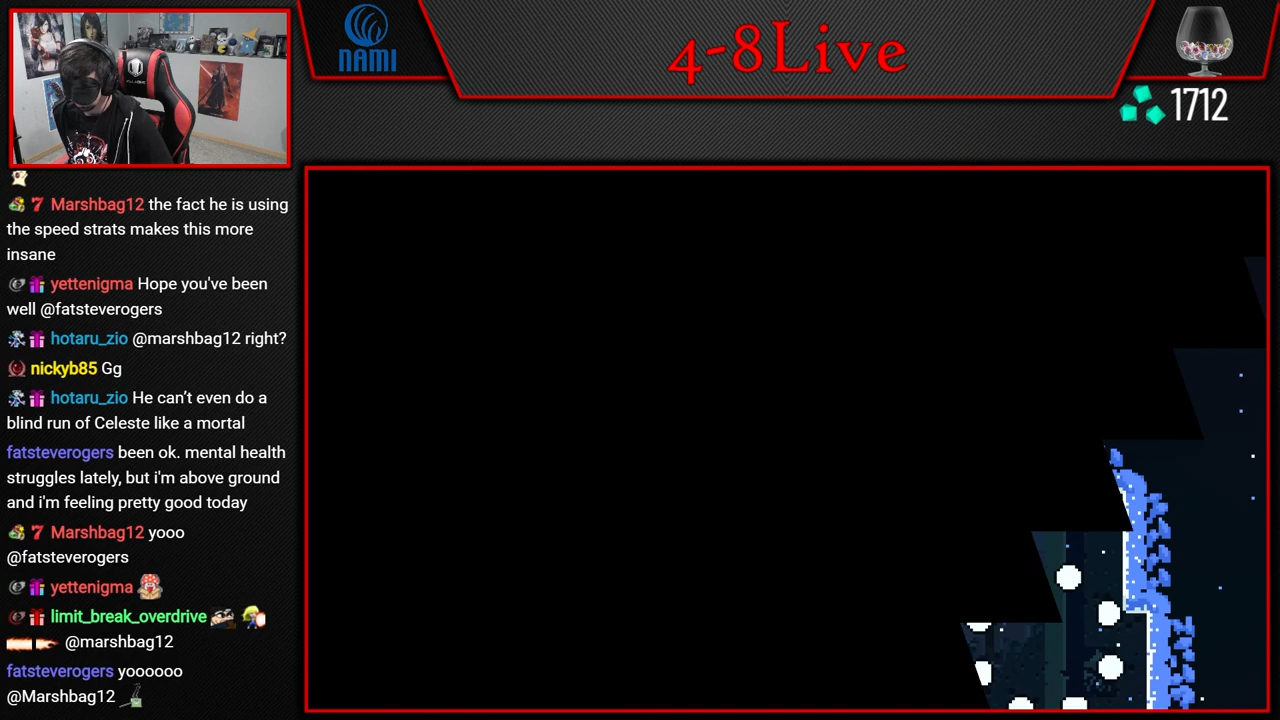 NAMI
4-8Live
1712
Marshbag12 the fact he is using
the speed strats makes this more
insane
yettenigma Hope you've been
well @fatsteverogers
hotaru_zio @marshbag12 right?
nickyb85 Gg
hotaru_zio He can’t even do a
blind run of Celeste like a mortal
fatsteverogers been ok. mental health
struggles lately, but i'm above ground
and i'm feeling pretty good today
Marshbag12 yooo
@fatsteverogers
yettenigma
limit_break_overdrive
@marshbag12
fatsteverogers yoooooo
@Marshbag12